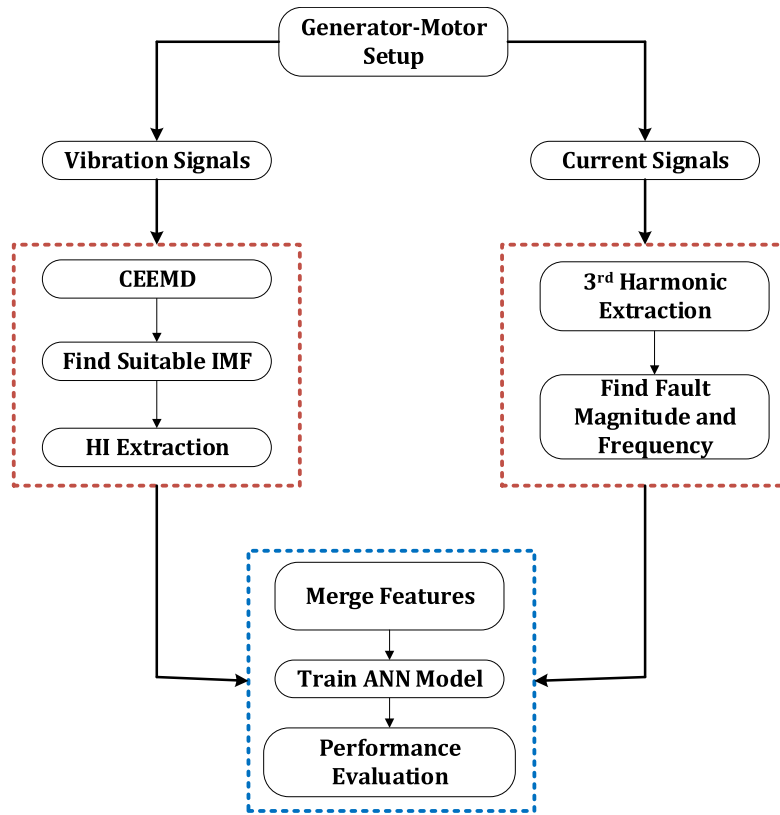 Generator-Motor
Setup
Vibration Signals
Current Signals
CEEMD
Find Suitable IMF
HI Extraction
3rd Harmonic
Extraction
Find Fault
Magnitude and
Frequency
Merge Features
Train ANN Model
Performance
Evaluation